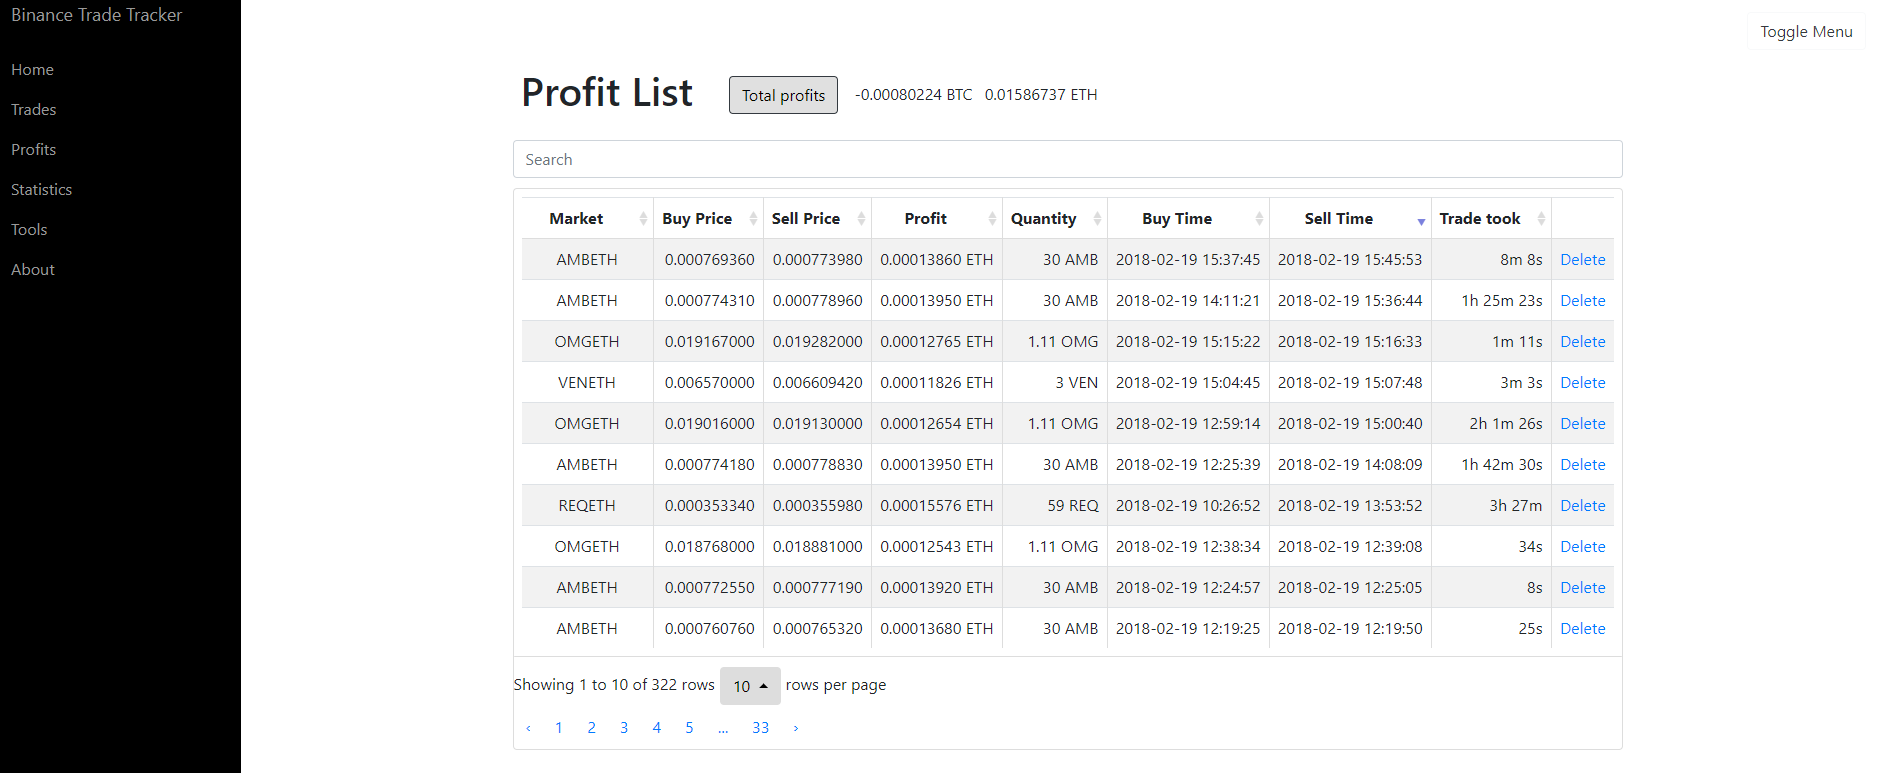 Binance Trade Tracker
Home
Trades
Profits
Statistics
Tools
About
Toggle Menu
Profit List Total profits -0.00080224 BTC 0.01586737 ETH
Search
Market Buy Price Sell Price Profit Quantity Buy Time Sell Time Trade took
AMBETH 0.000769360 0.000773980 0.00013860 ETH 30 AMB 2018-02-19 15:37:45 2018-02-19 15:45:53 8m 8s Delete
AMBETH 0.000774310 0.000778960 0.00013950 ETH 30 AMB 2018-02-19 14:11:21 2018-02-19 15:36:44 1h 25m 23s Delete
OMGETH 0.019167000 0.019282000 0.00012765 ETH 1.11 OMG 2018-02-19 15:15:22 2018-02-19 15:16:33 1m 11s Delete
VENETH 0.006570000 0.006609420 0.00011826 ETH 3 VEN 2018-02-19 15:04:45 2018-02-19 15:07:48 3m 3s Delete
OMGETH 0.019016000 0.019130000 0.00012654 ETH 1.11 OMG 2018-02-19 12:59:14 2018-02-19 15:00:40 2h 1m 26s Delete
AMBETH 0.000774180 0.000778830 0.00013950 ETH 30 AMB 2018-02-19 12:25:39 2018-02-19 14:08:09 1h 42m 30s Delete
REQETH 0.000353340 0.000355980 0.00015576 ETH 59 REQ 2018-02-19 10:26:52 2018-02-19 13:53:52 3h 27m Delete
OMGETH 0.018768000 0.018881000 0.00012543 ETH 1.11 OMG 2018-02-19 12:38:34 2018-02-19 12:39:08 34s Delete
AMBETH 0.000772550 0.000777190 0.00013920 ETH 30 AMB 2018-02-19 12:24:57 2018-02-19 12:25:05 8s Delete
AMBETH 0.000760760 0.000765320 0.00013680 ETH 30 AMB 2018-02-19 12:19:25 2018-02-19 12:19:50 25s Delete
Showing 1 to 10 of 322 rows 10 rows per page
‹ 1 2 3 4 5 ... 33 ›